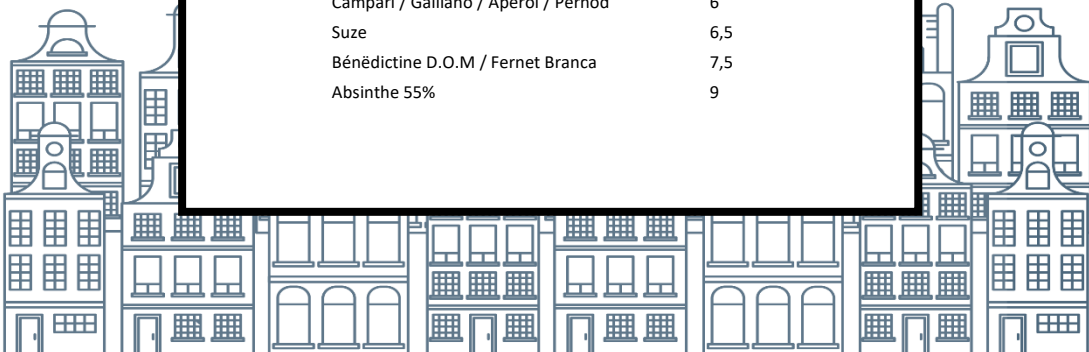 Campari / Galliano / Aperol / Pernod 6
Suze 6,5
Bénëdictine D.O.M / Fernet Branca 7,5
Absinthe 55% 9